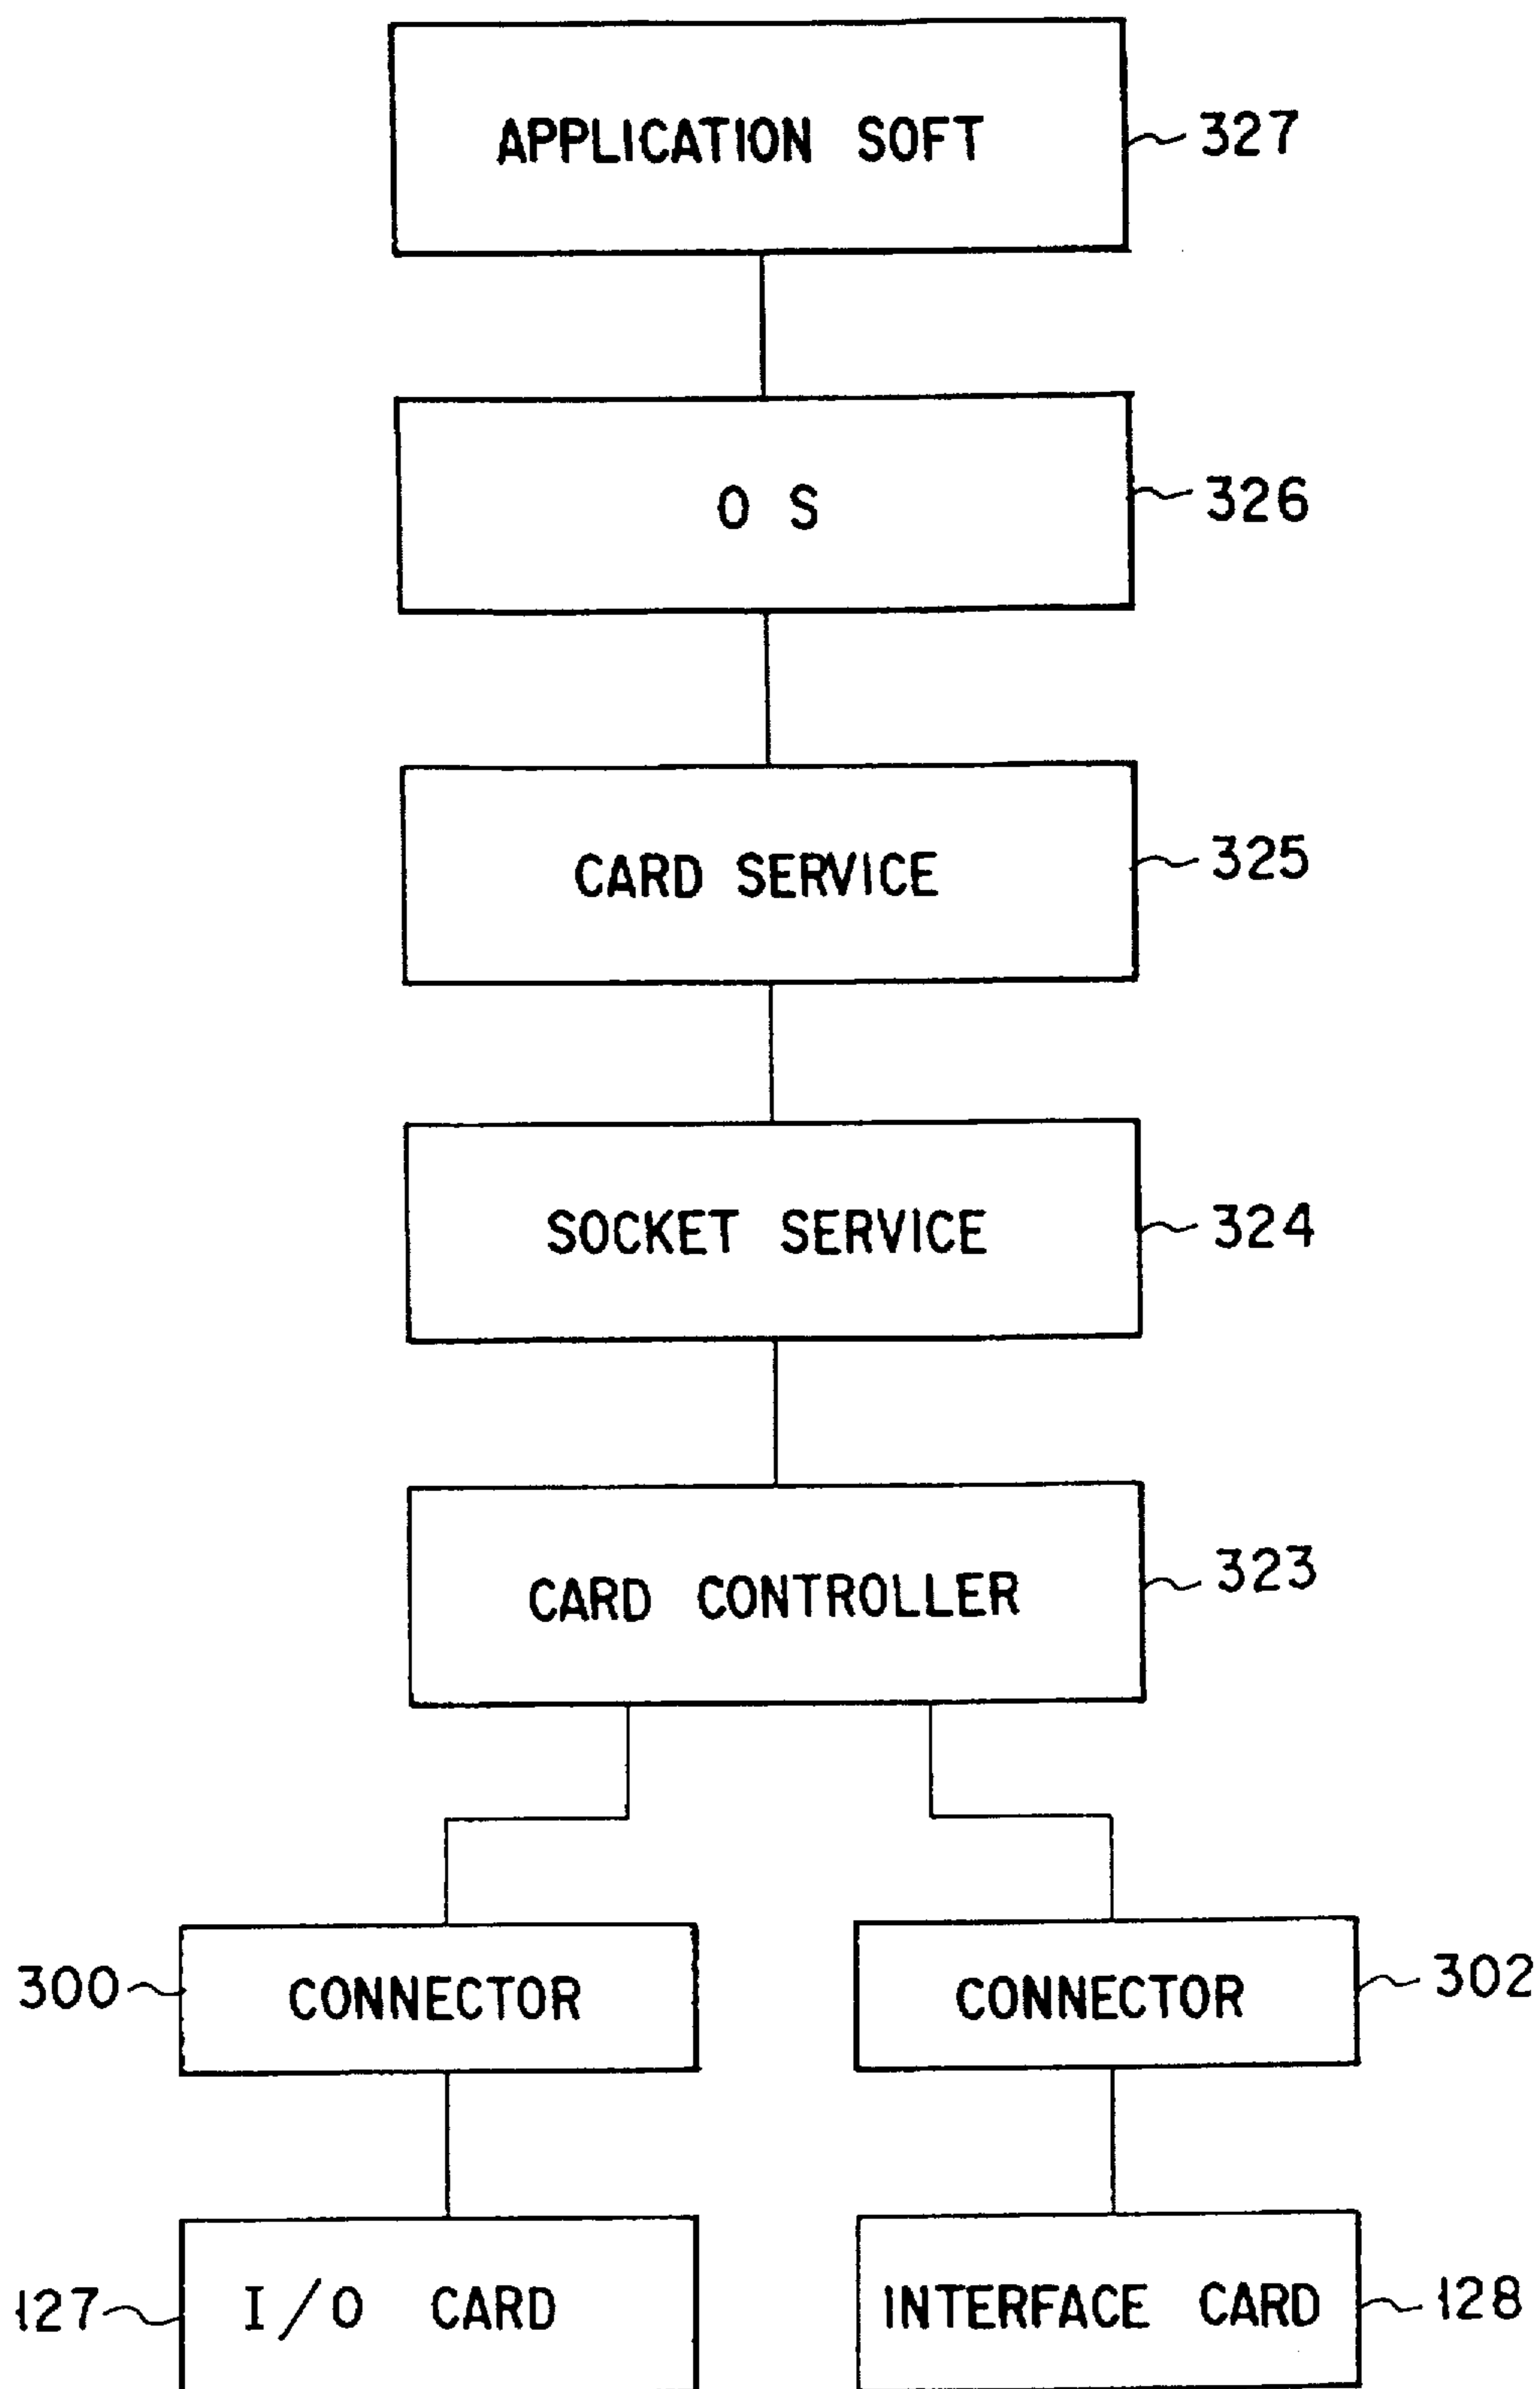 APPLICATION SOFT 327
O S 326
CARD SERVICE 325
SOCKET SERVICE 324
CARD CONTROLLER 323
300 CONNECTOR CONNECTOR 302
127 I/O CARD INTERFACE CARD 128